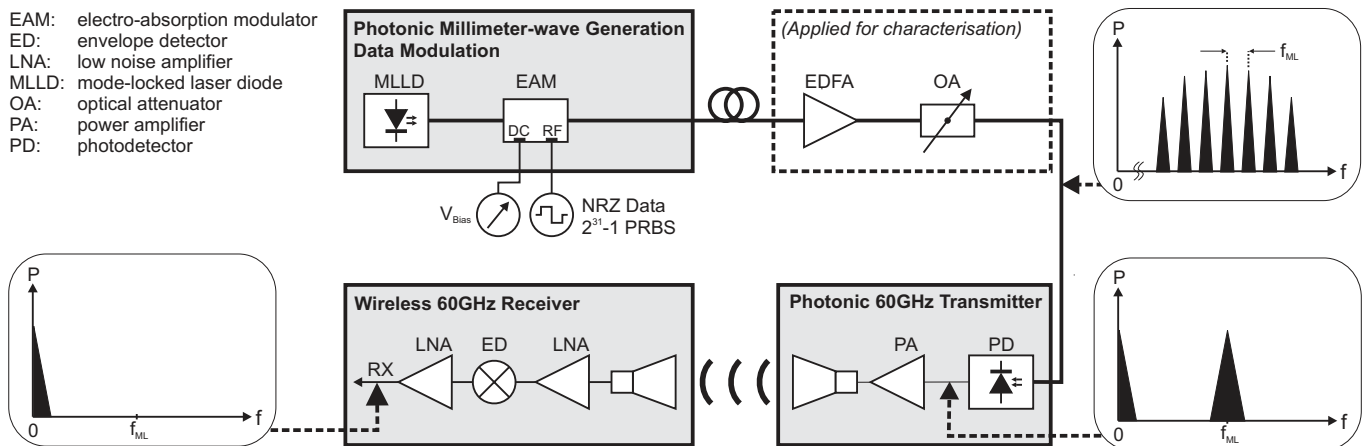 EAM: electro-absorption modulator
ED: envelope detector
LNA: low noise amplifier
MLLD: mode-locked laser diode
OA: optical attenuator
PA: power amplifier
PD: photodetector
Photonic Millimeter-wave Generation
Data Modulation
MLLD
EAM
DC RF
V_Bias
NRZ Data
2^31-1 PRBS
(Applied for characterisation)
EDFA
OA
P
f_ML
0
f
P
0
f_ML
f
Wireless 60GHz Receiver
RX
LNA
ED
LNA
Photonic 60GHz Transmitter
PA
PD
P
0
f_ML
f